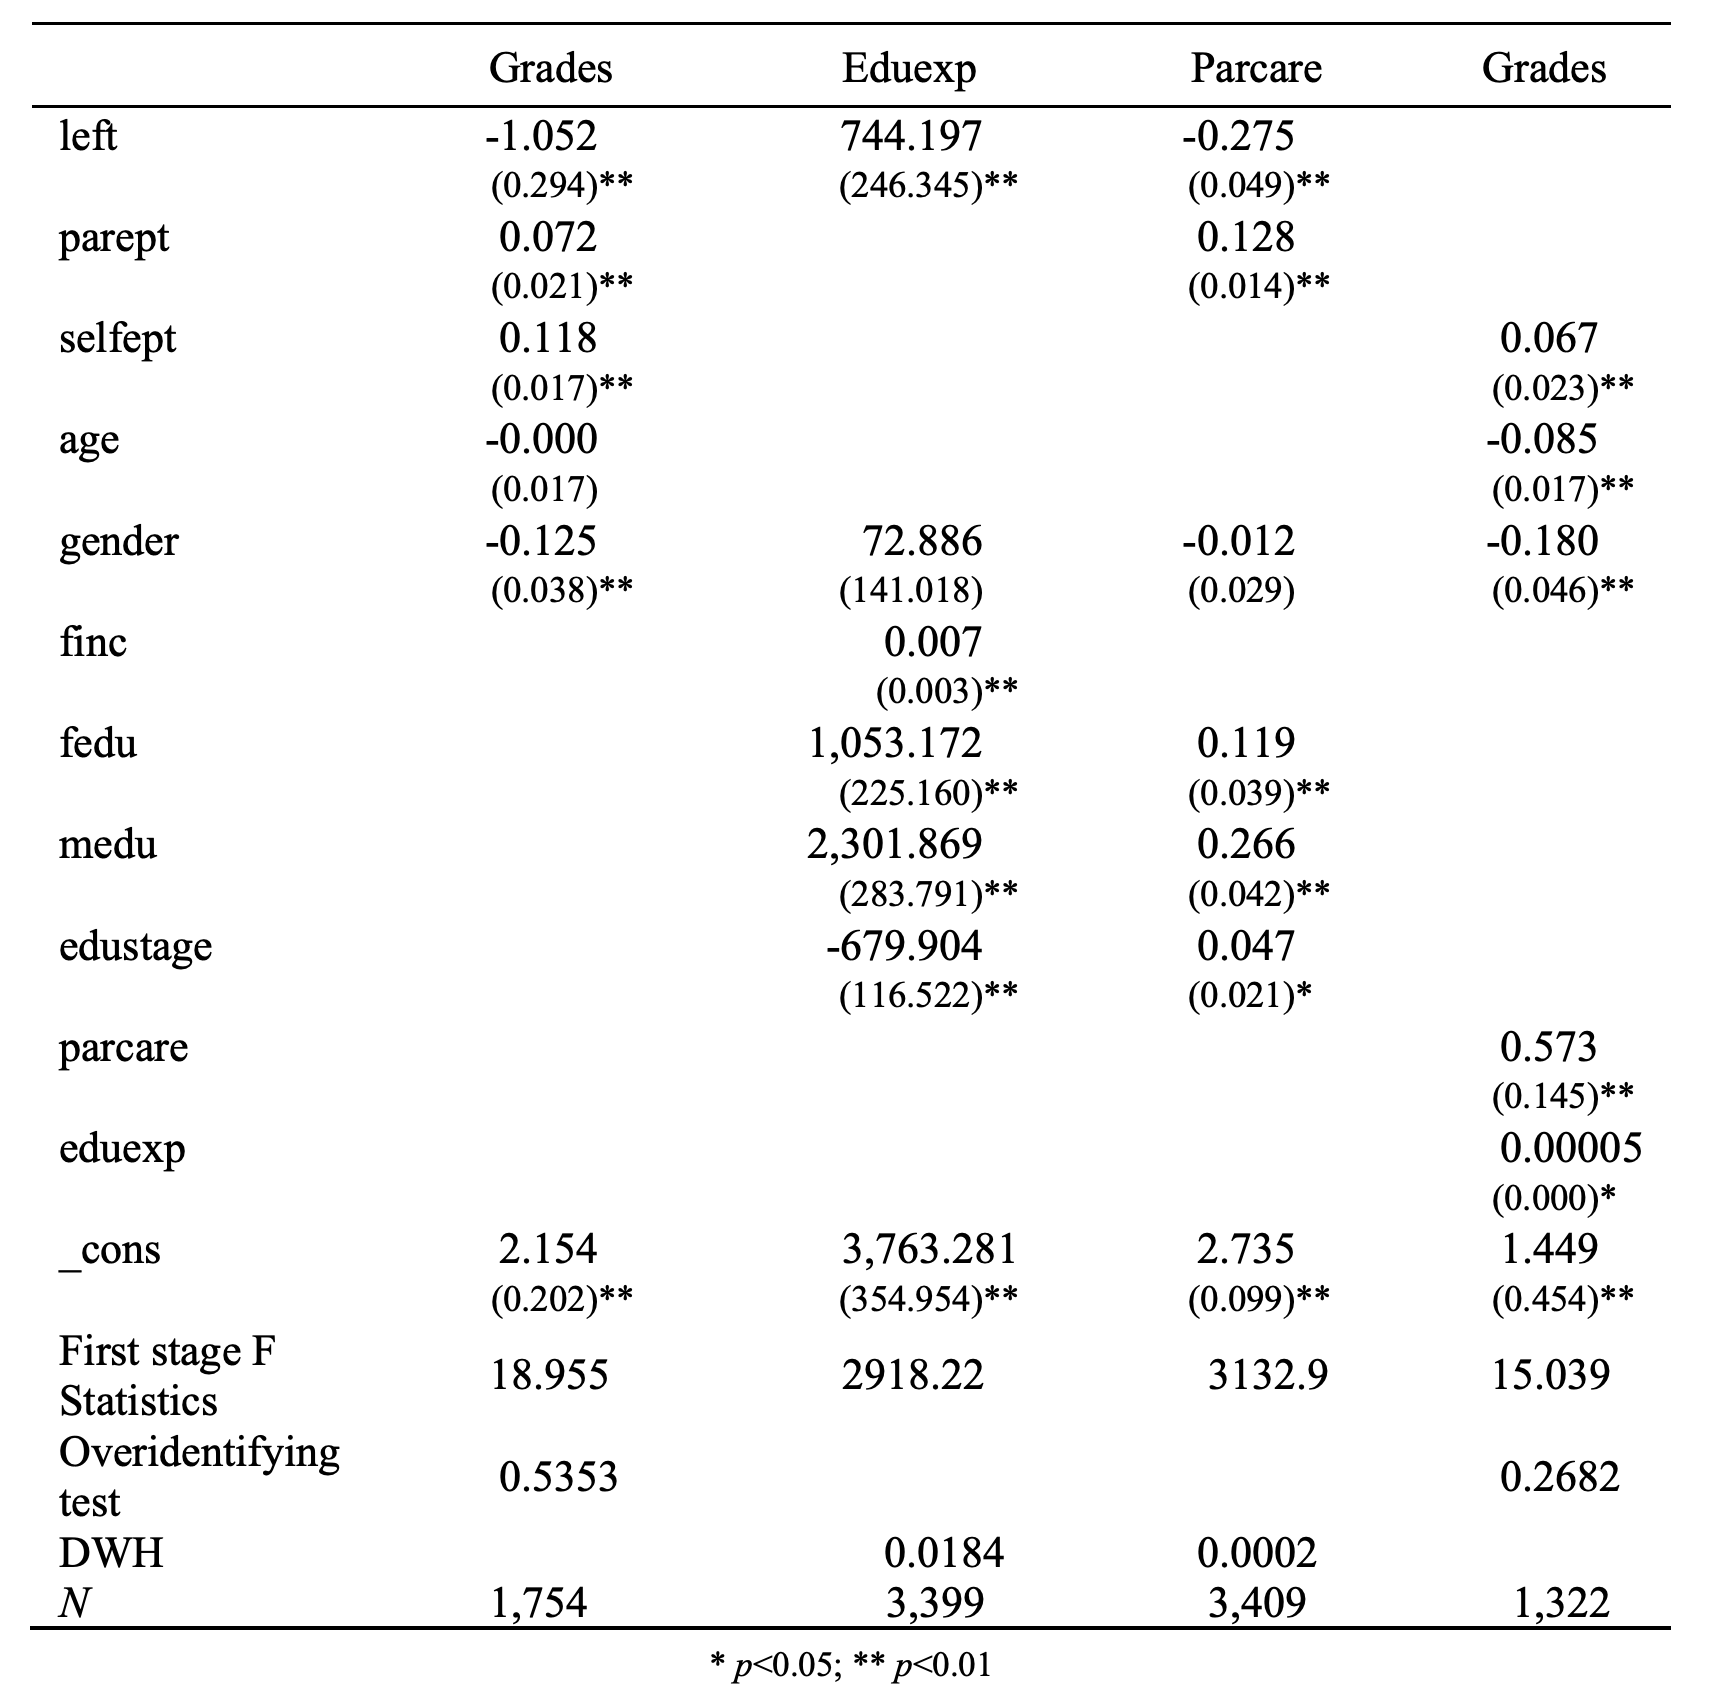 Grades Eduexp Parcare Grades
left -1.052 744.197 -0.275
(0.294)** (246.345)** (0.049)**
parept 0.072 0.128
(0.021)** (0.014)**
selfept 0.118 0.067
(0.017)** (0.023)**
age -0.000 -0.085
(0.017) (0.017)**
gender -0.125 72.886 -0.012 -0.180
(0.038)** (141.018) (0.029) (0.046)**
finc 0.007
(0.003)**
fedu 1,053.172 0.119
(225.160)** (0.039)**
medu 2,301.869 0.266
(283.791)** (0.042)**
edustage -679.904 0.047
(116.522)** (0.021)*
parcare 0.573
(0.145)**
eduexp 0.00005
(0.000)*
_cons 2.154 3,763.281 2.735 1.449
(0.202)** (354.954)** (0.099)** (0.454)**
First stage F
Statistics 18.955 2918.22 3132.9 15.039
Overidentifying
test 0.5353 0.2682
DWH 0.0184 0.0002
N 1,754 3,399 3,409 1,322
* p<0.05; ** p<0.01